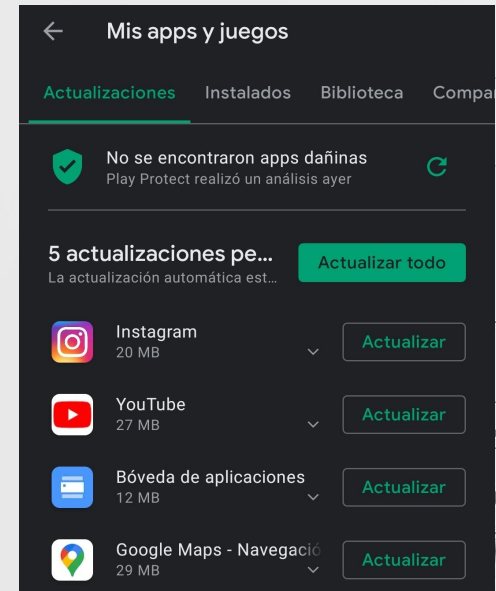 Mis apps y juegos
Actualizaciones Instalados Biblioteca Compar
No se encontraron apps dañinas
Play Protect realizó un análisis ayer
5 actualizaciones pe...
Actualizar todo
La actualización automática est...
Instagram
20 MB
Actualizar
YouTube
27 MB
Actualizar
Bóveda de aplicaciones
12 MB
Actualizar
Google Maps - Navegació
29 MB
Actualizar